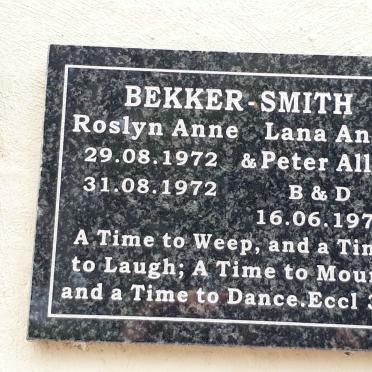 BEKKER-SMITH
Roslyn Anne Lana An
29.08.1972 & Peter All
31.08.1972 B & D
16.06.197
A Time to Weep, and a Tim
to Laugh; A Time to Mour
and a Time to Dance.Eccl 3